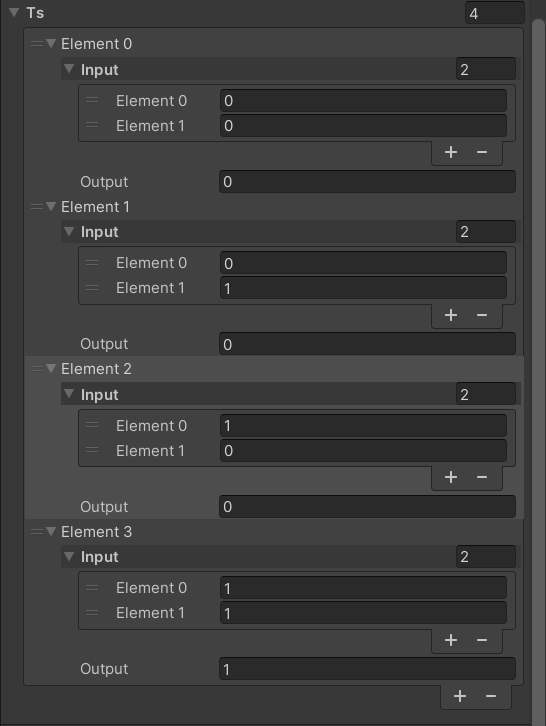 Ts 4
Element 0
Input 2
Element 0 0
Element 1 0
+ −
Output 0
Element 1
Input 2
Element 0 0
Element 1 1
+ −
Output 0
Element 2
Input 2
Element 0 1
Element 1 0
+ −
Output 0
Element 3
Input 2
Element 0 1
Element 1 1
+ −
Output 1
+ −